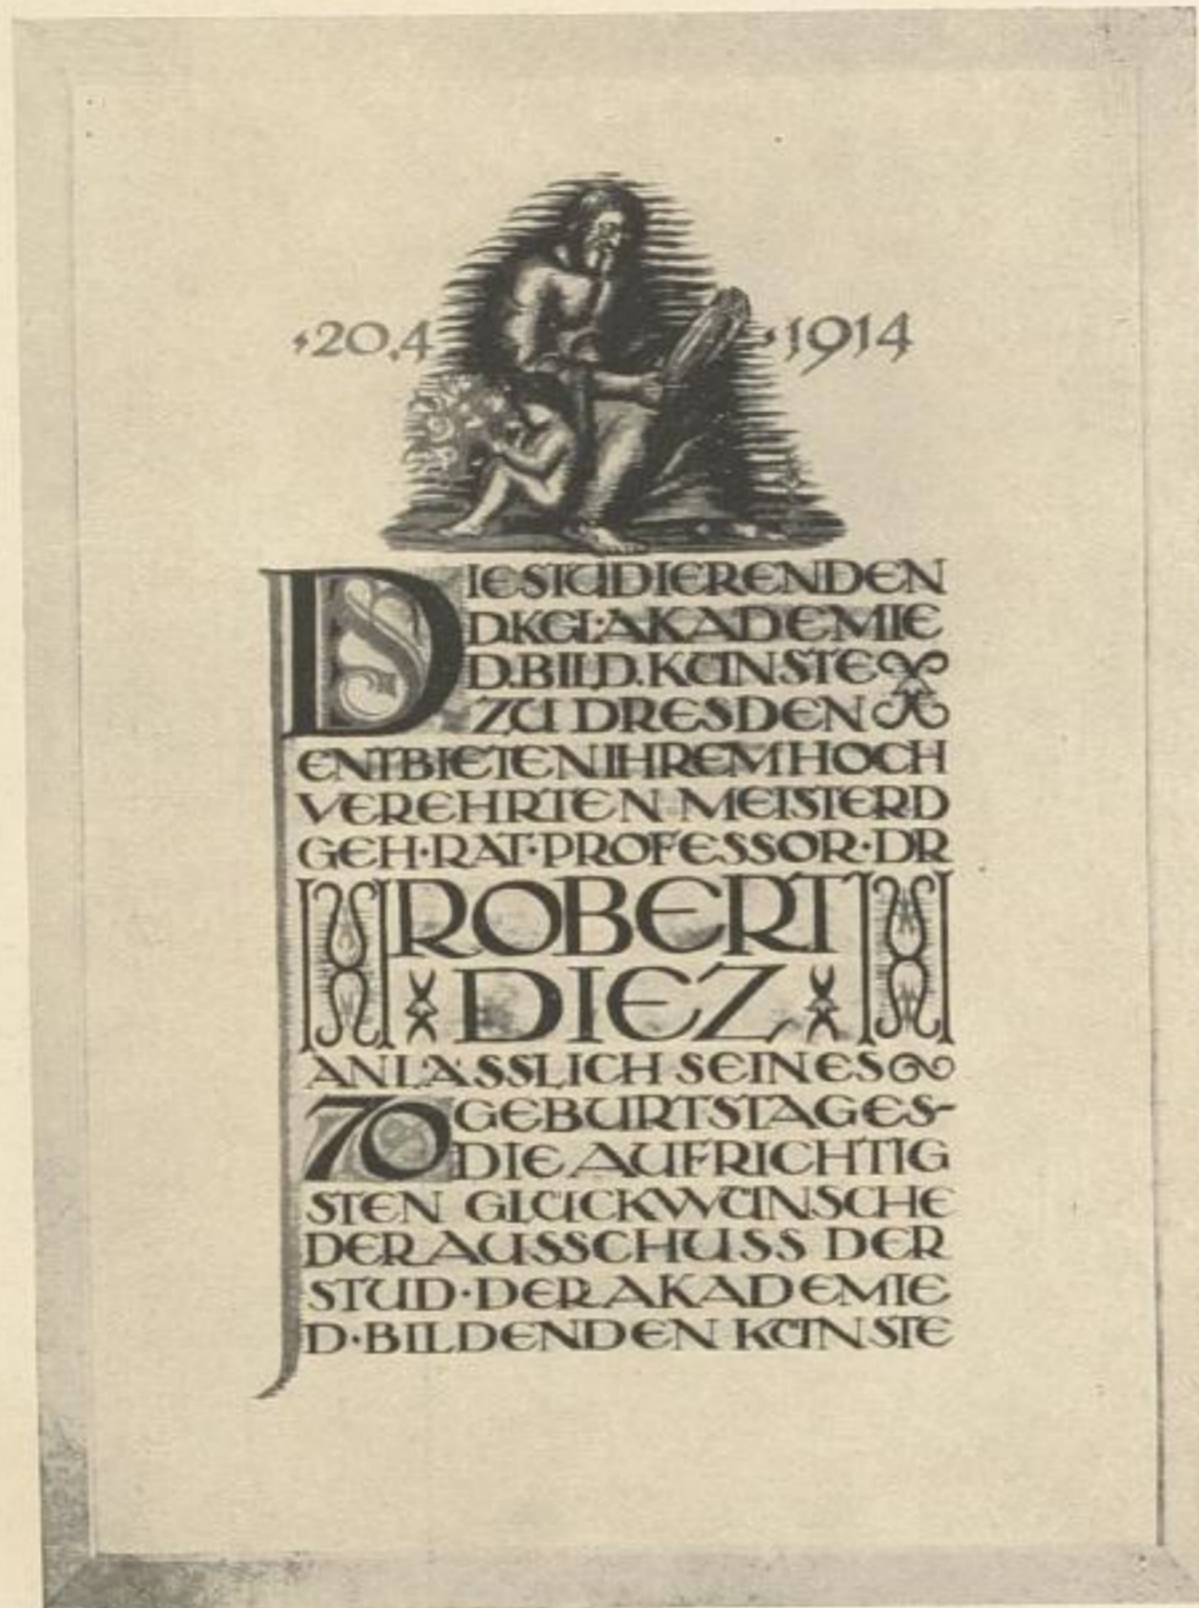 ·20.4 ·1914
DIE STUDIERENDEN
D.KGL·AKADEMIE
D.BILD.KÜNSTE
ZU DRESDEN
ENTBIETEN IHREM HOCH
VEREHRTEN MEISTER D
GEH·RAT·PROFESSOR·DR
ROBERT
DIEZ
ANLÄSSLICH SEINES
70 GEBURTSTAGES-
DIE AUFRICHTIG
STEN GLÜCKWÜNSCHE
DER AUSSCHUSS DER
STUD·DER AKADEMIE
D·BILDENDEN KÜNSTE